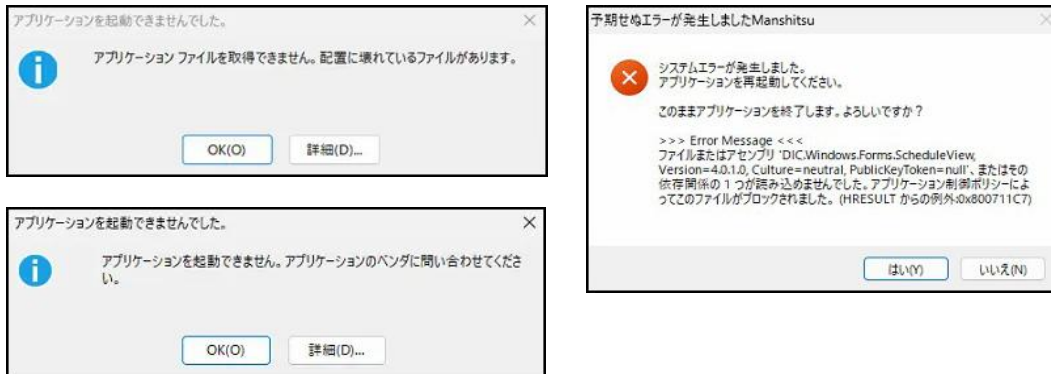 アプリケーションを起動できませんでした。
アプリケーション ファイルを取得できません。配置に壊れているファイルがあります。
OK(O)
詳細(D)...
アプリケーションを起動できませんでした。
アプリケーションを起動できません。アプリケーションのベンダに問い合わせてくださ
い。
OK(O)
詳細(D)...
予期せぬエラーが発生しましたManshitsu
システムエラーが発生しました。
アプリケーションを再起動してください。
このままアプリケーションを終了します。よろしいですか？
>>> Error Message <<<
ファイルまたはアセンブリ 'DIC.Windows.Forms.ScheduleView,
Version=4.0.1.0, Culture=neutral, PublicKeyToken=null'、またはその
依存関係の 1 つが読み込めませんでした。アプリケーション制御ポリシーによ
ってこのファイルがブロックされました。 (HRESULT からの例外:0x800711C7)
はい(Y)
いいえ(N)